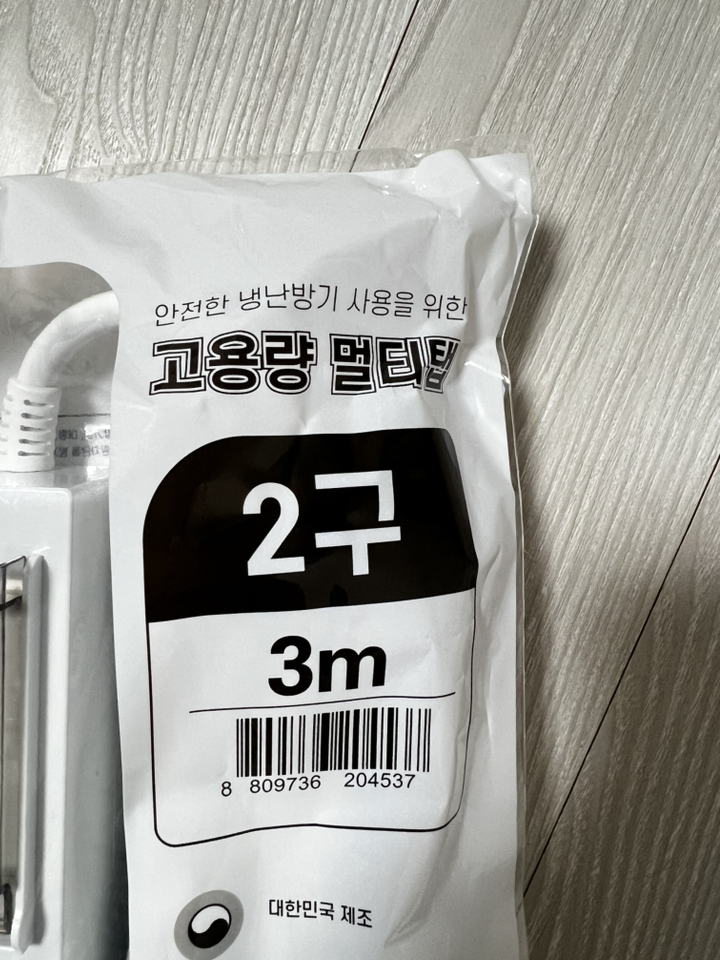 안전한 냉난방기 사용을 위한
고용량 멀티탭
2구
3m
8 809736 204537
대한민국 제조